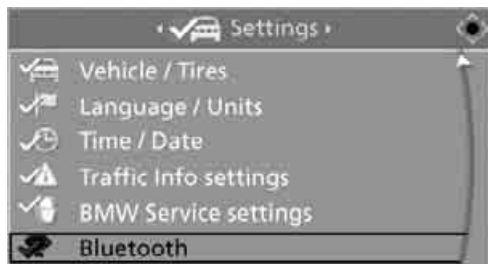 Settings
Vehicle / Tires
Language / Units
Time / Date
Traffic Info settings
BMW Service settings
Bluetooth